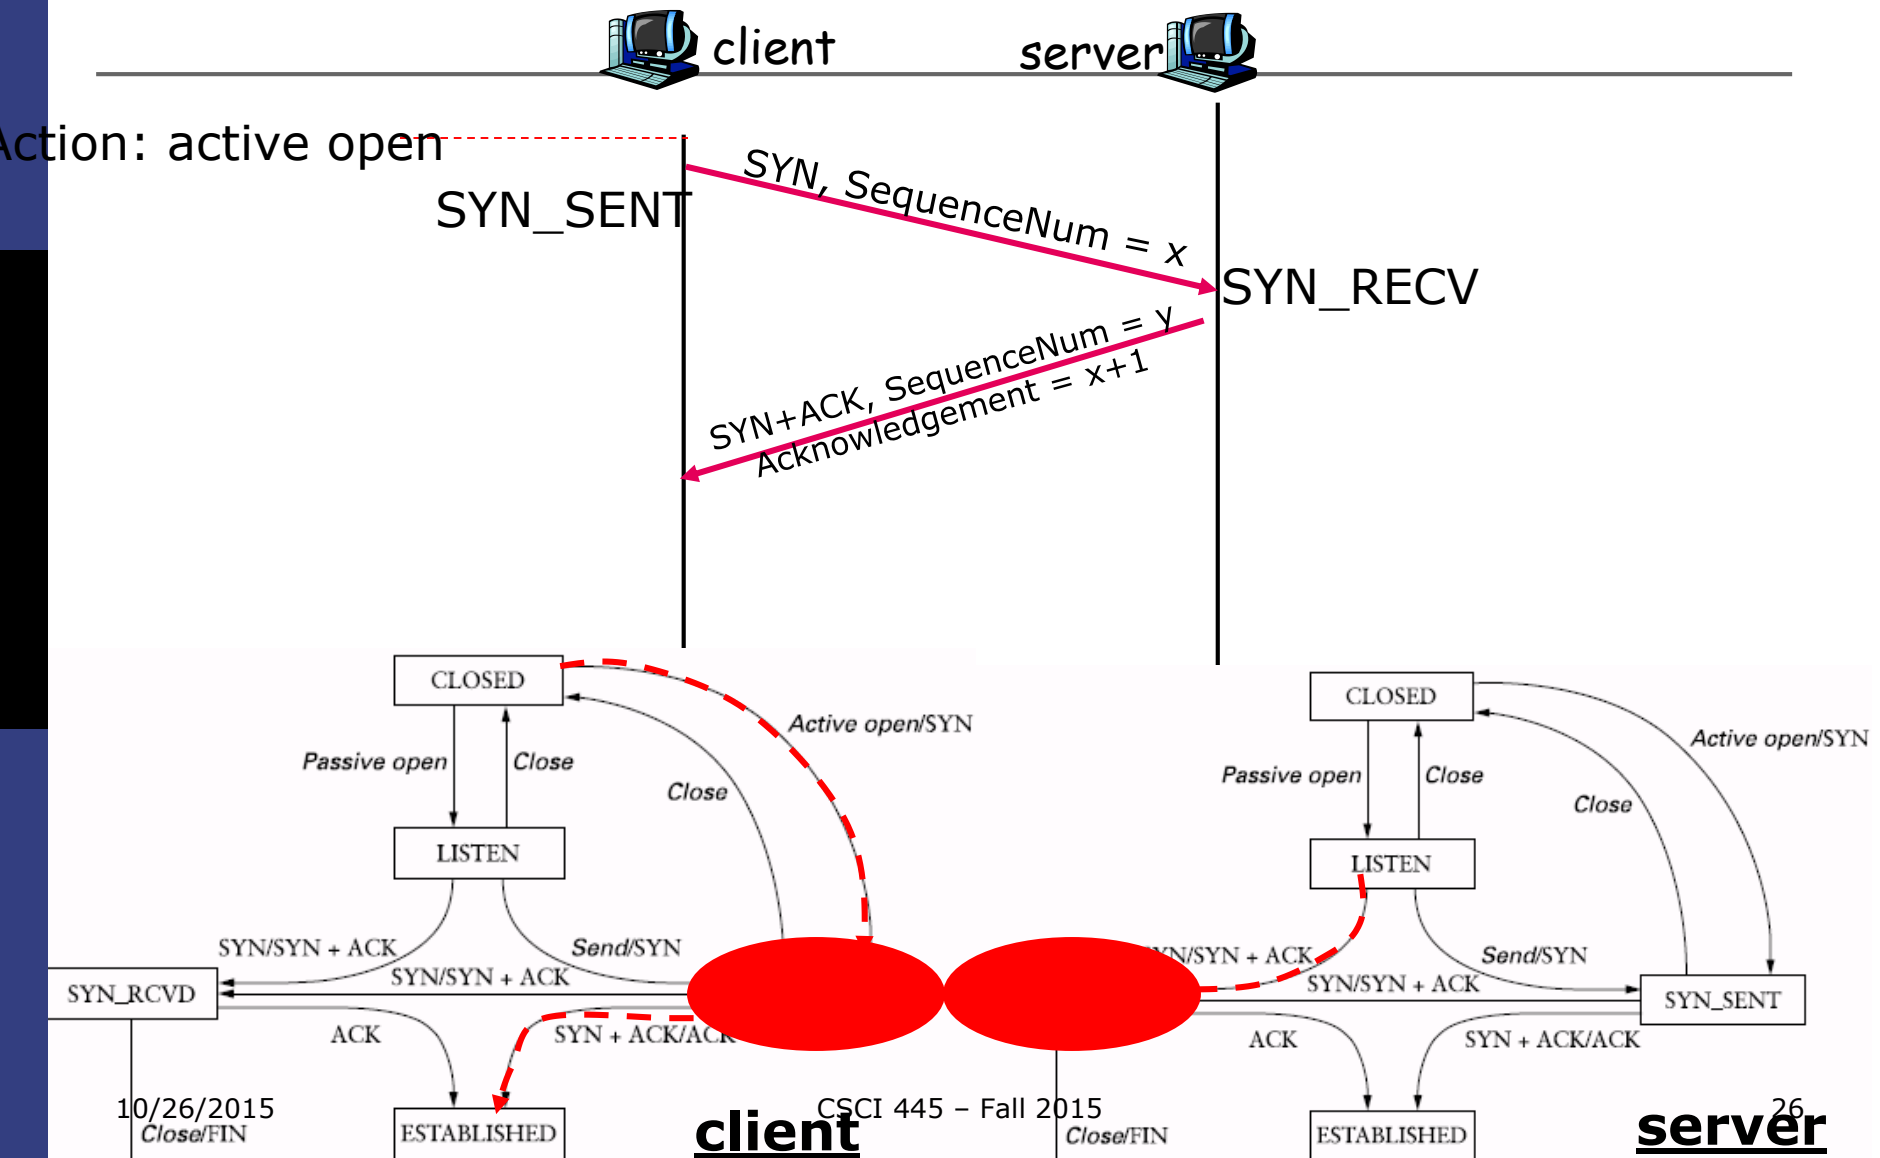 client
server
Action: active open
SYN_SENT
SYN, SequenceNum = x
SYN_RECV
SYN+ACK, SequenceNum = y
Acknowledgement = x+1
CLOSED
Active open/SYN
Passive open
Close
Close
LISTEN
SYN/SYN + ACK
Send/SYN
SYN/SYN + ACK
SYN_RCVD
ACK
SYN + ACK/ACK
Close/FIN
ESTABLISHED
client
CLOSED
Active open/SYN
Passive open
Close
Close
LISTEN
SYN/SYN + ACK
Send/SYN
SYN/SYN + ACK
SYN_SENT
ACK
SYN + ACK/ACK
Close/FIN
ESTABLISHED
server
10/26/2015
CSCI 445 – Fall 2015
26